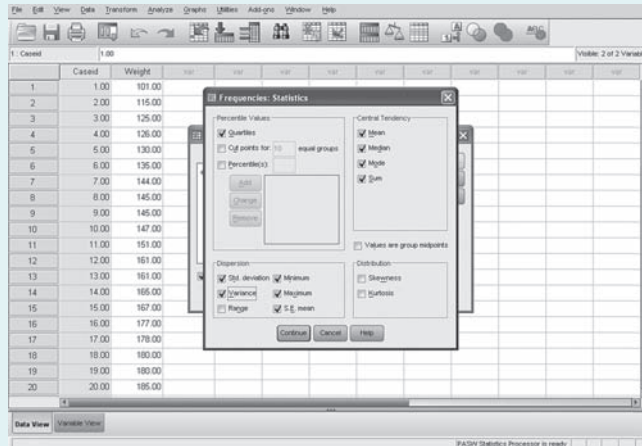 File Edit View Data Transform Analyze Graphs Utilities Add-ons Window Help
1 : Caseid 1.00 Visible: 2 of 2 Variabl
Caseid Weight var var var var var var var var
1 1.00 101.00
2 2.00 115.00
3 3.00 125.00
4 4.00 126.00
5 5.00 130.00
6 6.00 135.00
7 7.00 144.00
8 8.00 145.00
9 9.00 145.00
10 10.00 147.00
11 11.00 151.00
12 12.00 161.00
13 13.00 161.00
14 14.00 165.00
15 15.00 167.00
16 16.00 177.00
17 17.00 178.00
18 18.00 180.00
19 19.00 180.00
20 20.00 185.00
Frequencies: Statistics
Percentile Values
Quartiles
Cut points for: 10 equal groups
Percentile(s):
Add
Change
Remove
Central Tendency
Mean
Median
Mode
Sum
Values are group midpoints
Dispersion
Std. deviation Minimum
Variance Maximum
Range S.E. mean
Distribution
Skewness
Kurtosis
Continue Cancel Help
Data View Variable View
PASW Statistics Processor is ready